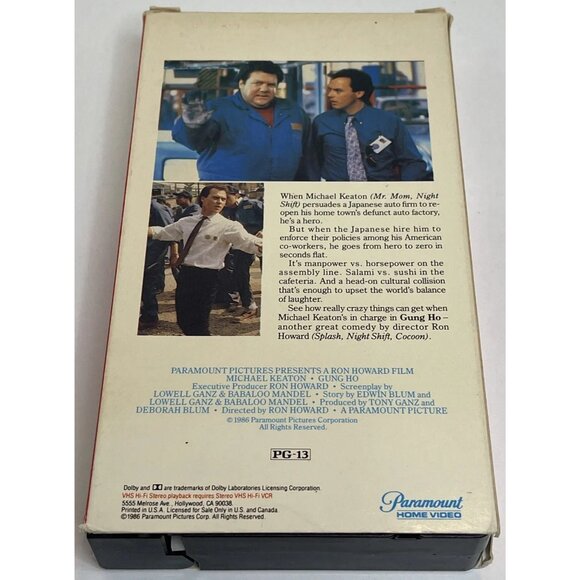 When Michael Keaton (Mr. Mom, Night
Shift) persuades a Japanese auto firm to re-
open his home town's defunct auto factory,
he's a hero.
But when the Japanese hire him to
enforce their policies among his American
co-workers, he goes from hero to zero in
seconds flat.
It's manpower vs. horsepower on the
assembly line. Salami vs. sushi in the
cafeteria. And a head-on cultural collision
that's enough to upset the world's balance
of laughter.
See how really crazy things can get when
Michael Keaton's in charge in Gung Ho—
another great comedy by director Ron
Howard (Splash, Night Shift, Cocoon).
PARAMOUNT PICTURES PRESENTS A RON HOWARD FILM
MICHAEL KEATON · GUNG HO
Executive Producer RON HOWARD · Screenplay by
LOWELL GANZ & BABALOO MANDEL · Story by EDWIN BLUM and
LOWELL GANZ & BABALOO MANDEL · Produced by TONY GANZ and
DEBORAH BLUM · Directed by RON HOWARD · A PARAMOUNT PICTURE
©1986 Paramount Pictures Corporation
All Rights Reserved.
PG-13
Dolby and are trademarks of Dolby Laboratories Licensing Corporation.
VHS Hi-Fi Stereo playback requires Stereo VHS Hi-Fi VCR
5555 Melrose Ave., Hollywood, CA 90038
Printed in U.S.A. Licensed for Sale Only in U.S. and Canada
©1986 Paramount Pictures Corp. All Rights Reserved.
Paramount
HOME VIDEO